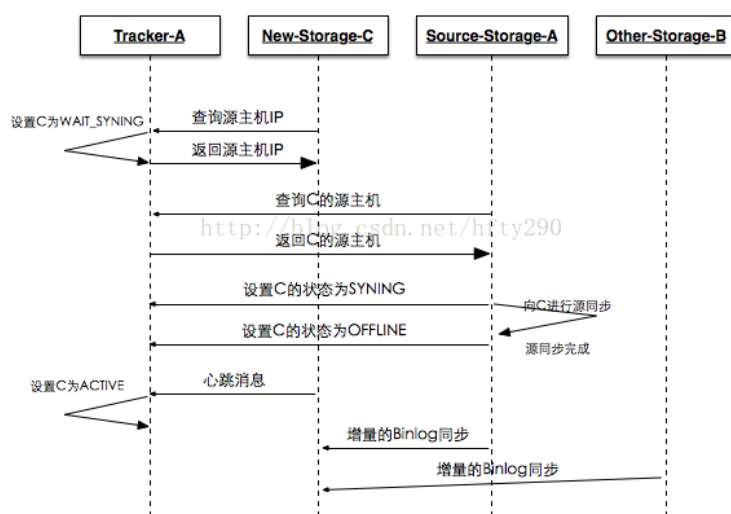 Tracker-A
New-Storage-C
Source-Storage-A
Other-Storage-B
查询源主机IP
设置C为WAIT_SYNING
返回源主机IP
查询C的源主机
http://blog.csdn.net/hfty290
返回C的源主机
设置C的状态为SYNING
向C进行源同步
设置C的状态为OFFLINE
源同步完成
心跳消息
设置C为ACTIVE
增量的Binlog同步
增量的Binlog同步